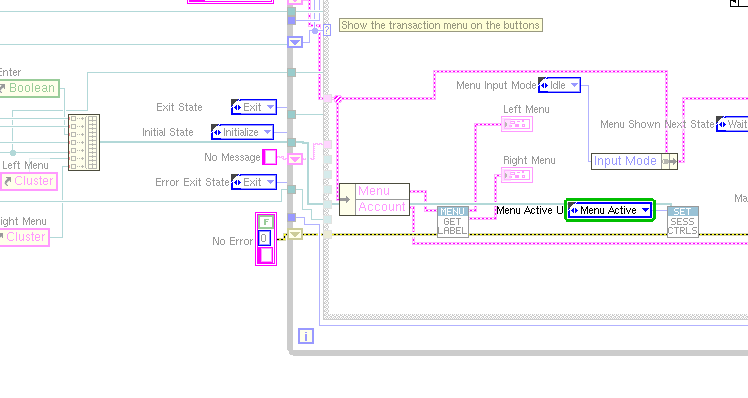 Show the transaction menu on the buttons
?
Enter
Boolean
Left Menu
Cluster
Right Menu
Cluster
Exit State
Exit
Initial State
Initialize
No Message
Error Exit State
Exit
No Error
F
0
Menu Input Mode
Idle
Left Menu
Right Menu
Menu Shown Next State
Wait
Input Mode
Menu
Account
MENU
GET
LABEL
Menu Active U
Menu Active
SET
SESS
CTRLS
Ma
i